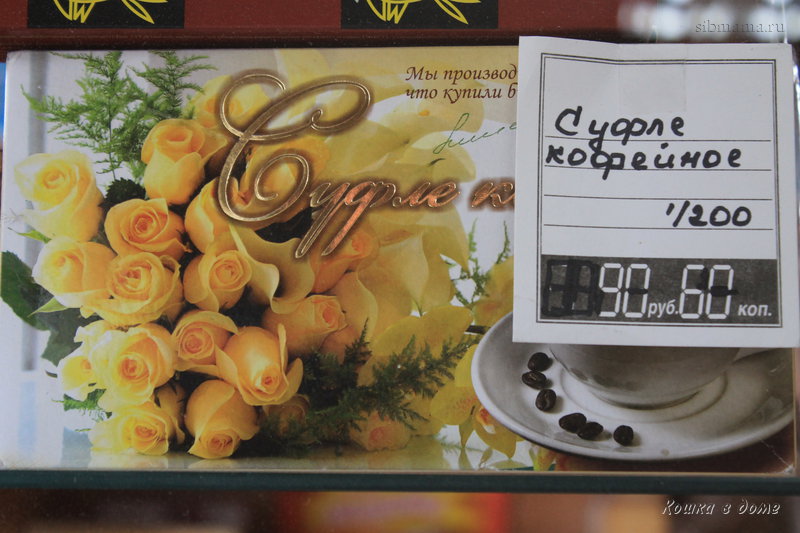 sibmama.ru
Мы производ
что купили б
Суфле к
Суфле
кофейное
1/200
90 руб. 60 коп.
Кошка в доме